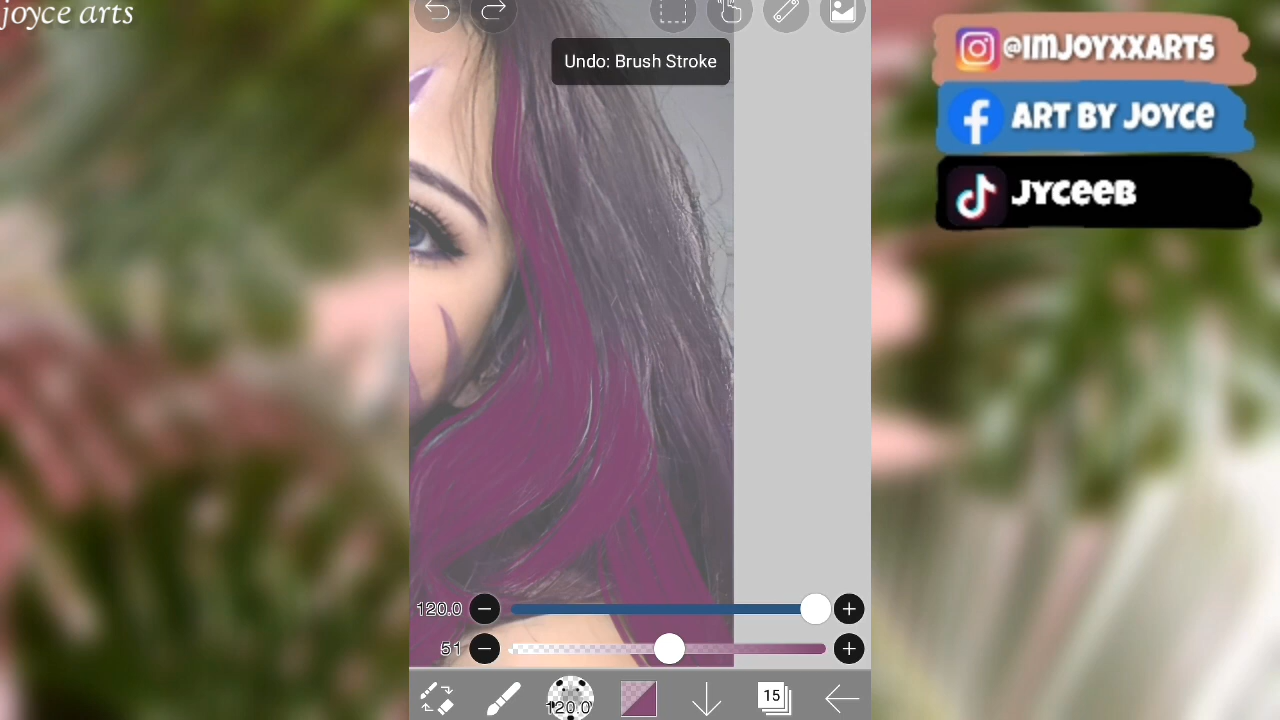 joyce arts
Undo: Brush Stroke
@IMJOYXXARTS
ART BY JOYCE
JYCEEB
120.0
51
120.0
15